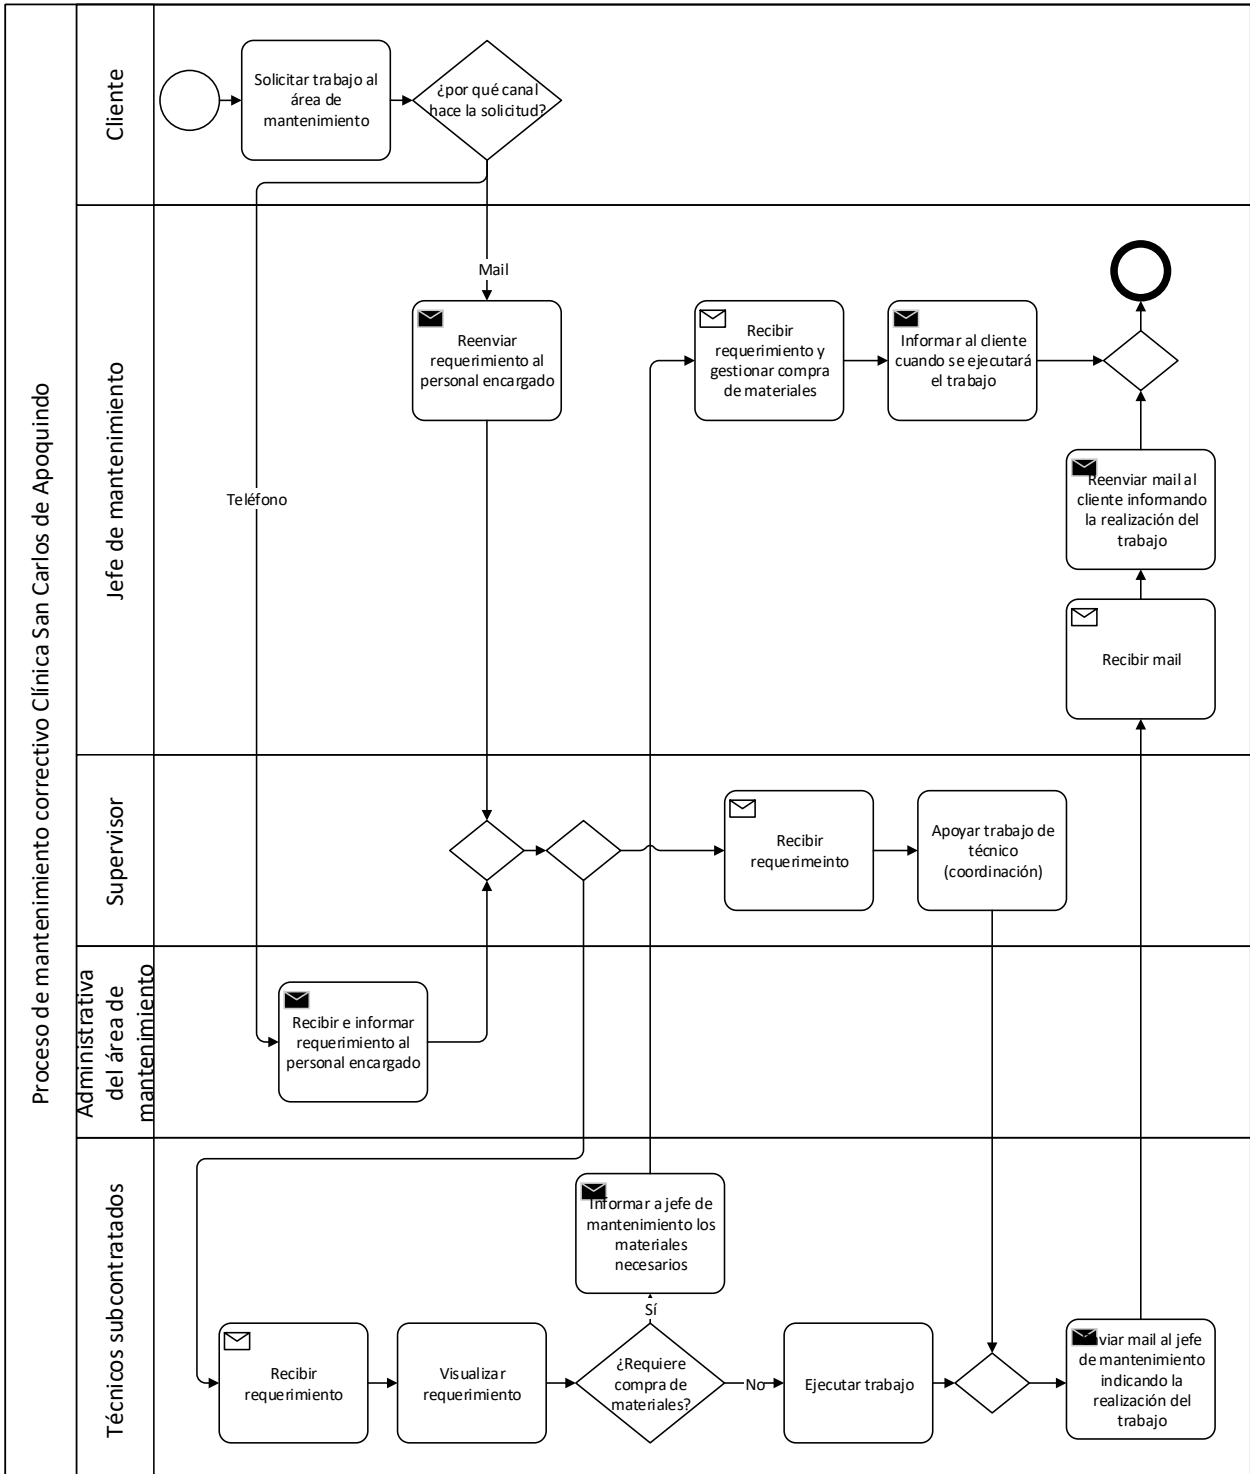 Proceso de mantenimiento correctivo Clínica San Carlos de Apoquindo
Cliente
Solicitar trabajo al
área de
mantenimiento
¿por qué canal
hace la solicitud?
Jefe de mantenimiento
Mail
Teléfono
Reenviar
requerimiento al
personal encargado
Recibir
requerimiento y
gestionar compra
de materiales
Informar al cliente
cuando se ejecutará
el trabajo
Reenviar mail al
cliente informando
la realización del
trabajo
Recibir mail
Supervisor
Recibir
requerimeinto
Apoyar trabajo de
técnico
(coordinación)
Administrativa
del área de
mantenimiento
Recibir e informar
requerimiento al
personal encargado
Técnicos subcontratados
Informar a jefe de
mantenimiento los
materiales
necesarios
Sí
Recibir
requerimiento
Visualizar
requerimiento
¿Requiere
compra de
materiales?
No
Ejecutar trabajo
mail al jefe
de mantenimiento
indicando la
realización del
trabajo